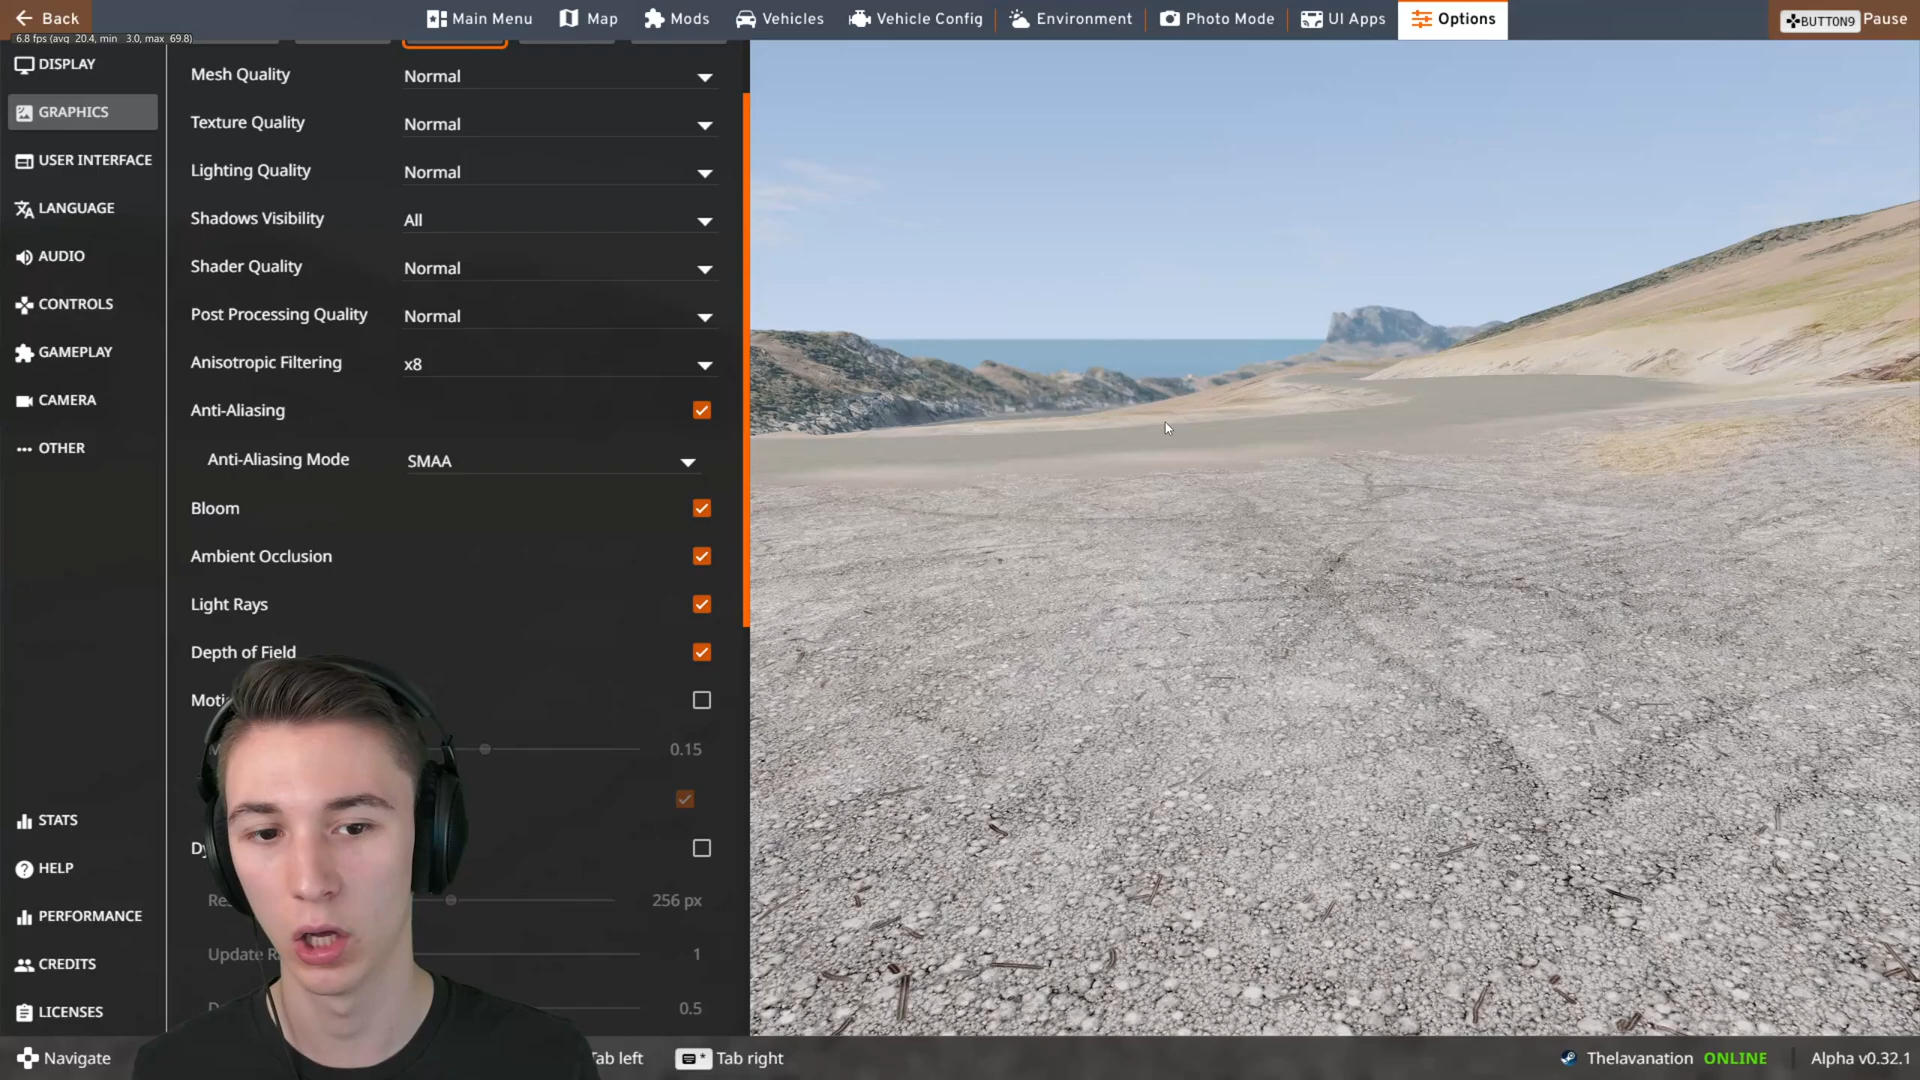 Back
Main Menu
Map
Mods
Vehicles
Vehicle Config
Environment
Photo Mode
UI Apps
Options
BUTTON9 Pause
6.8 fps (avg 20.4, min 3.0, max 69.8)
DISPLAY
GRAPHICS
USER INTERFACE
LANGUAGE
AUDIO
CONTROLS
GAMEPLAY
CAMERA
OTHER
STATS
HELP
PERFORMANCE
CREDITS
LICENSES
Mesh Quality Normal
Texture Quality Normal
Lighting Quality Normal
Shadows Visibility All
Shader Quality Normal
Post Processing Quality Normal
Anisotropic Filtering x8
Anti-Aliasing
Anti-Aliasing Mode SMAA
Bloom
Ambient Occlusion
Light Rays
Depth of Field
0.15
256 px
Update 1
0.5
Navigate
Tab left
Tab right
Thelavanation ONLINE
Alpha v0.32.1